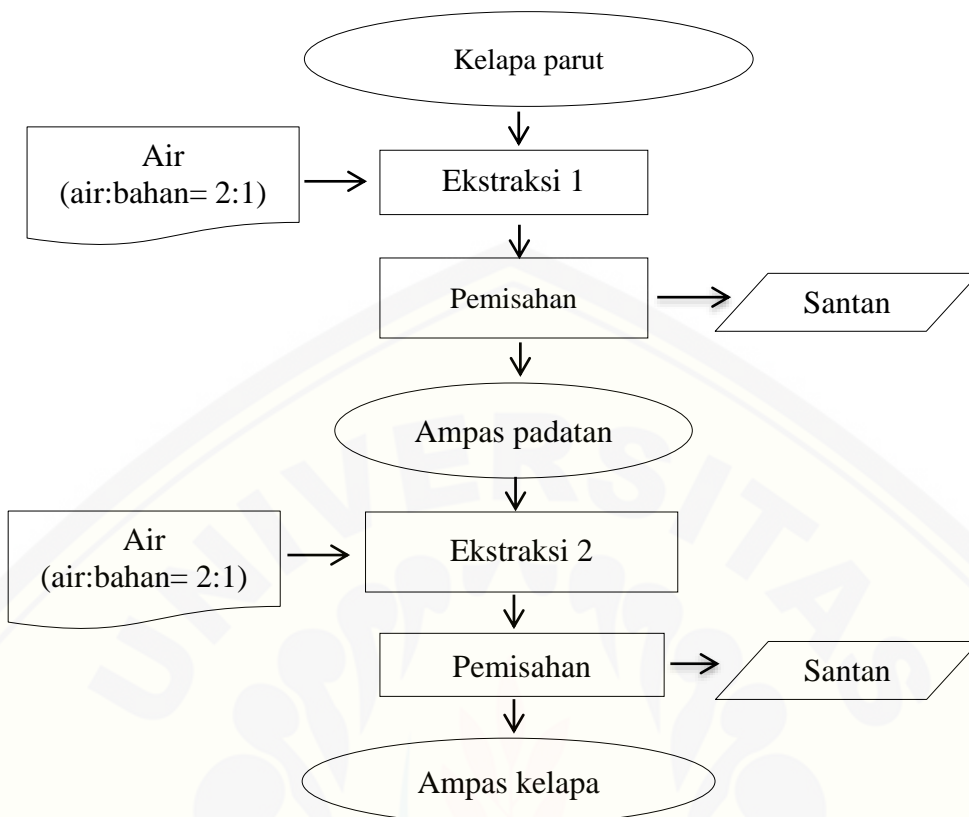 Kelapa parut
Air
(air:bahan= 2:1)
Ekstraksi 1
Pemisahan
Santan
Ampas padatan
Air
(air:bahan= 2:1)
Ekstraksi 2
Pemisahan
Santan
Ampas kelapa
UNIVERSITAS